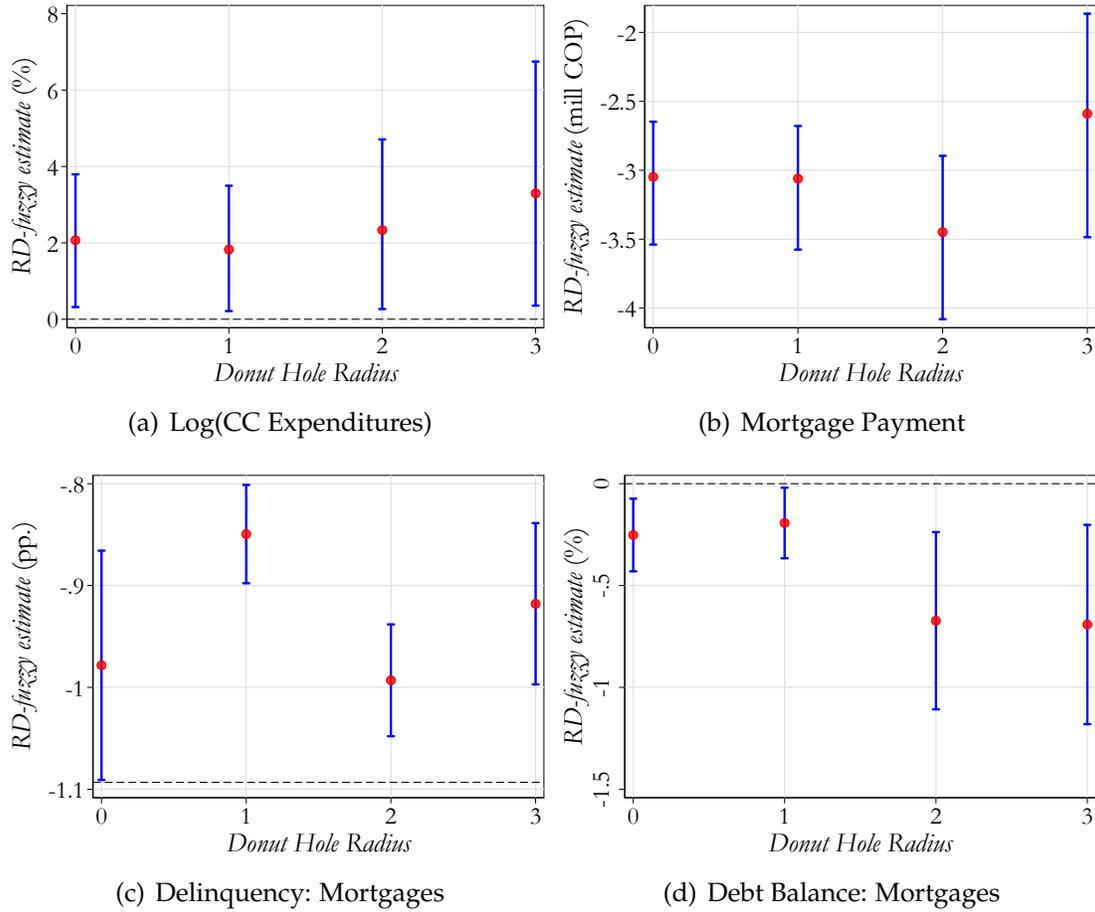 RD-fuzzy estimate (%)
8
6
4
2
0
0 1 2 3
Donut Hole Radius
(a) Log(CC Expenditures)
RD-fuzzy estimate (mill COP)
-2
-2.5
-3
-3.5
-4
0 1 2 3
Donut Hole Radius
(b) Mortgage Payment
RD-fuzzy estimate (pp.)
-.8
-.9
-1
-1.1
0 1 2 3
Donut Hole Radius
(c) Delinquency: Mortgages
RD-fuzzy estimate (%)
0
-.5
-1
-1.5
0 1 2 3
Donut Hole Radius
(d) Debt Balance: Mortgages